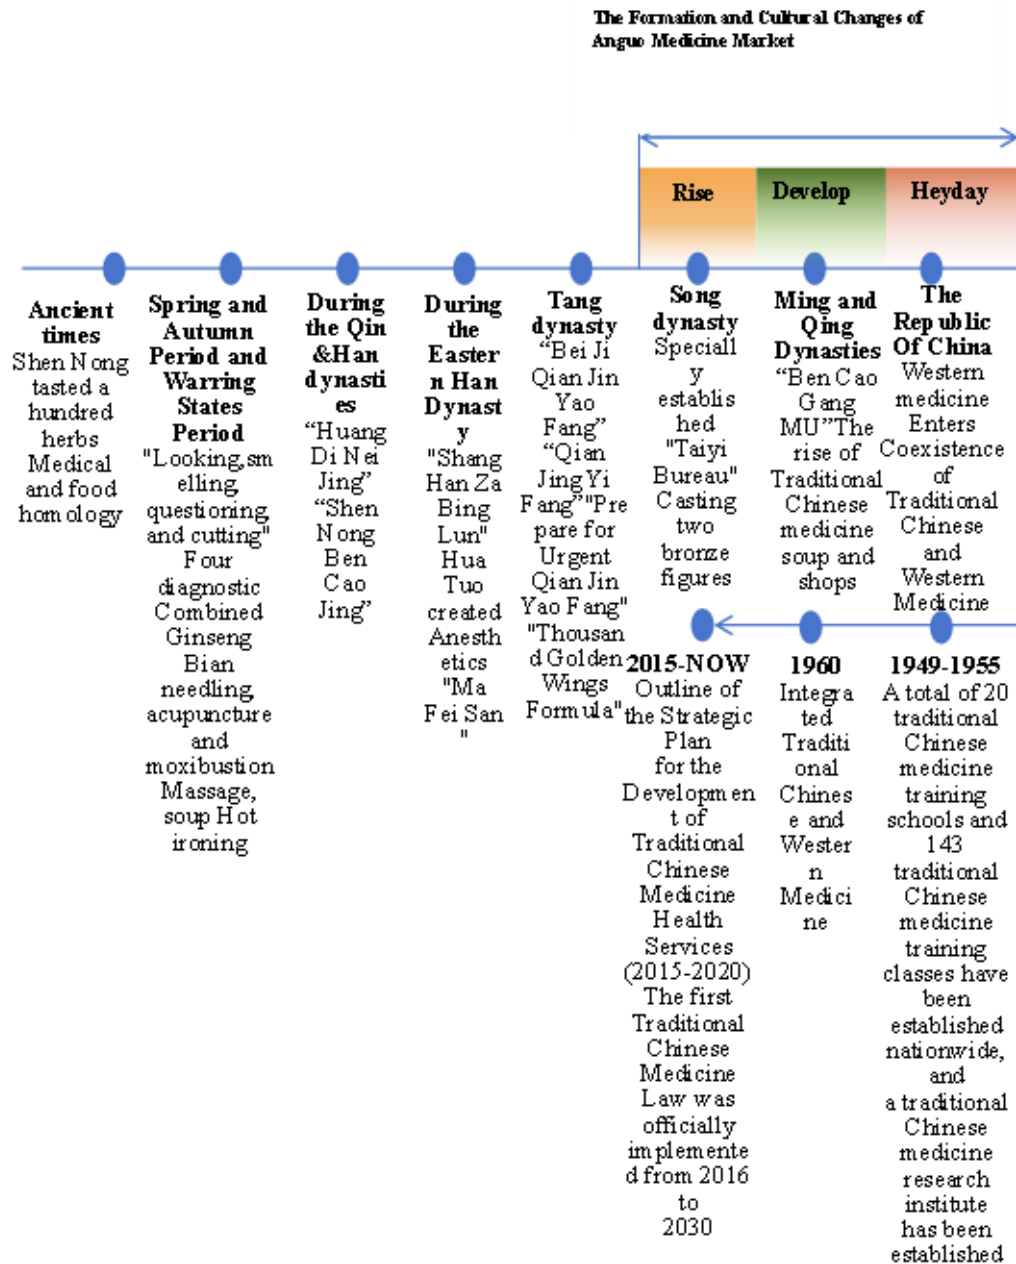 The Formation and Cultural Changes of
Anguo Medicine Market
Rise
Develop
Heyday
Ancient
times
Shen Nong
tasted a
hundred
herbs
Medical
and food
homology
Spring and
Autumn
Period and
Warring
States
Period
"Looking,sm
elling,
questioning,
and cutting"
Four
diagnostic
Combined
Ginseng
Bian
needling,
acupuncture
and
moxibustion
Massage,
soup Hot
ironing
During
the Qin
&Han
dynasti
es
“Huang
Di Nei
Jing”
“Shen
Nong
Ben
Cao
Jing”
During
the
Easter
n Han
Dynast
y
"Shang
Han Za
Bing
Lun"
Hua
Tuo
created
Anesth
etics
"Ma
Fei San
"
Tang
dynasty
“Bei Ji
Qian Jin
Yao
Fang”
“Qian
Jing Yi
Fang”"Pre
pare for
Urgent
Qian Jin
Yao Fang"
"Thousan
d Golden
Wings
Formula"
Song
dynasty
Speciall
y
establis
hed
"Taiyi
Bureau"
Casting
two
bronze
figures
Ming and
Qing
Dynasties
“Ben Cao
Gang
MU”The
rise of
Traditional
Chinese
medicine
soup and
shops
The
Republic
Of China
Western
medicine
Enters
Coexistence
of
Traditional
Chinese
and
Western
Medicine
1949-1955
A total of 20
traditional
Chinese
medicine
training
schools and
143
traditional
Chinese
medicine
training
classes have
been
established
nationwide,
and
a traditional
Chinese
medicine
research
institute
has been
established
1960
Integra
ted
Traditi
onal
Chines
e and
Wester
n
Medici
ne
2015-NOW
Outline of
the Strategic
Plan
for the
Developmen
t of
Traditional
Chinese
Medicine
Health
Services
(2015-2020)
The first
Traditional
Chinese
Medicine
Law was
officially
implemente
d from 2016
to
2030